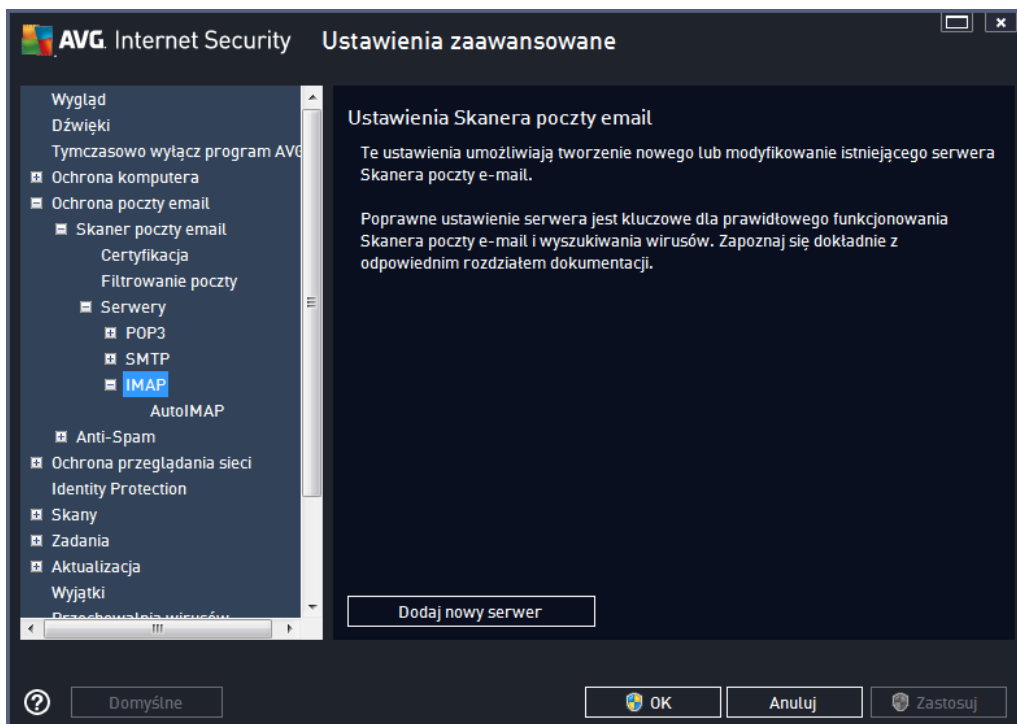 AVG. Internet Security Ustawienia zaawansowane
Wygląd
Dźwięki
Tymczasowo wyłącz program AVG
Ochrona komputera
Ochrona poczty email
Skaner poczty email
Certyfikacja
Filtrowanie poczty
Serwery
POP3
SMTP
IMAP
AutoIMAP
Anti-Spam
Ochrona przeglądania sieci
Identity Protection
Skany
Zadania
Aktualizacja
Wyjątki
Przechowalnia wirusów
Ustawienia Skanera poczty email
Te ustawienia umożliwiają tworzenie nowego lub modyfikowanie istniejącego serwera
Skanera poczty e-mail.
Poprawne ustawienie serwera jest kluczowe dla prawidłowego funkcjonowania
Skanera poczty e-mail i wyszukiwania wirusów. Zapoznaj się dokładnie z
odpowiednim rozdziałem dokumentacji.
Dodaj nowy serwer
Domyślne
OK
Anuluj
Zastosuj